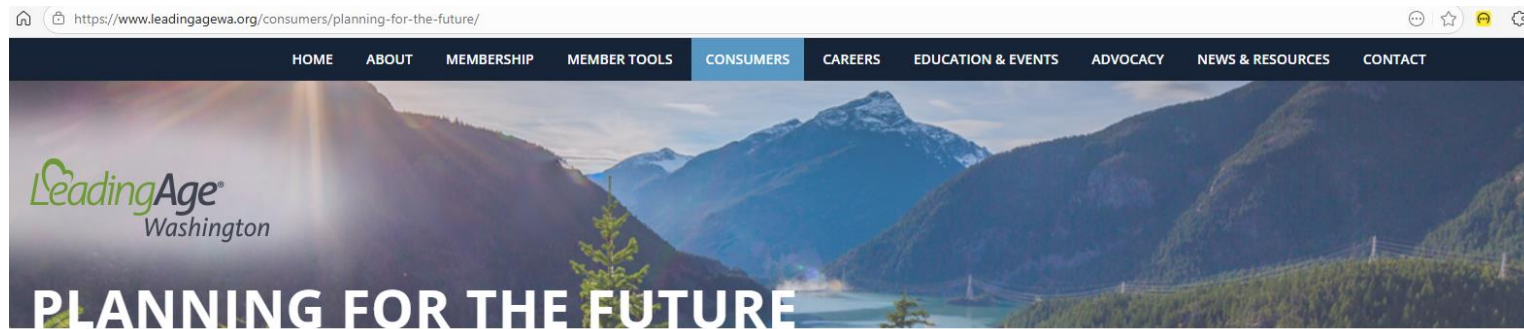 https://www.leadingagewa.org/consumers/planning-for-the-future/
HOME ABOUT MEMBERSHIP MEMBER TOOLS CONSUMERS CAREERS EDUCATION & EVENTS ADVOCACY NEWS & RESOURCES CONTACT
LeadingAge®
Washington
PLANNING FOR THE FUTURE